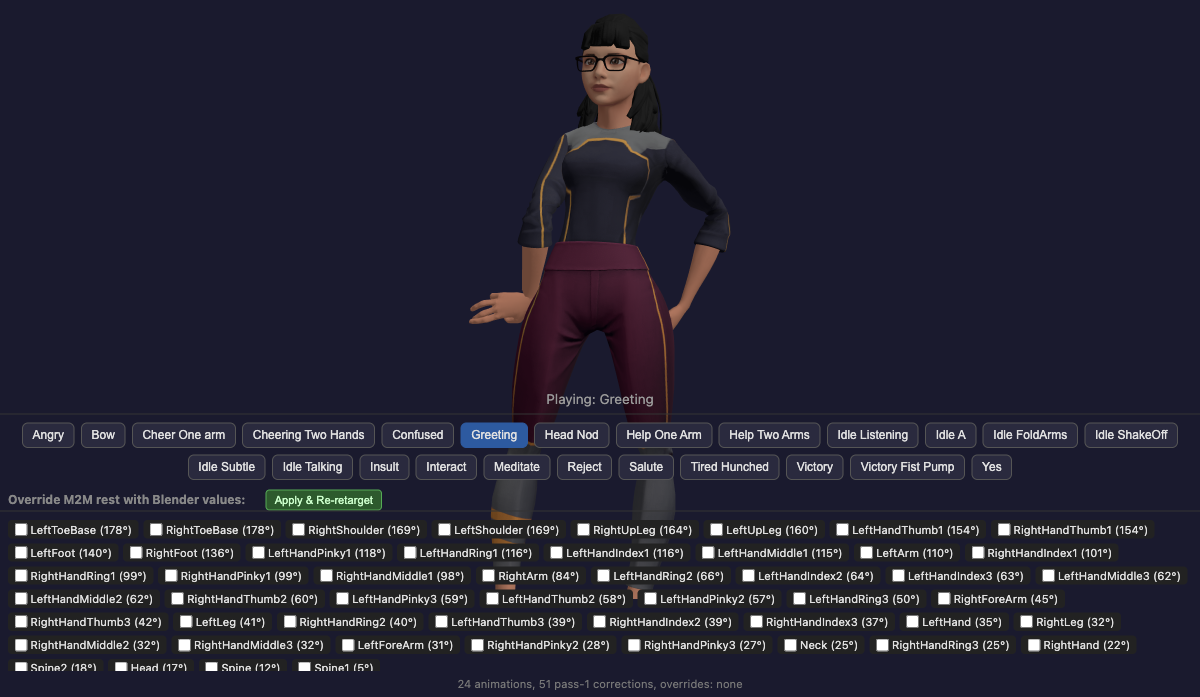 Playing: Greeting
Angry Bow Cheer One arm Cheering Two Hands Confused Greeting Head Nod Help One Arm Help Two Arms Idle Listening Idle A Idle FoldArms Idle ShakeOff
Idle Subtle Idle Talking Insult Interact Meditate Reject Salute Tired Hunched Victory Victory Fist Pump Yes
Override M2M rest with Blender values: Apply & Re-retarget
LeftToeBase (178°) RightToeBase (178°) RightShoulder (169°) LeftShoulder (169°) RightUpLeg (164°) LeftUpLeg (160°) LeftHandThumb1 (154°) RightHandThumb1 (154°)
LeftFoot (140°) RightFoot (136°) LeftHandPinky1 (118°) LeftHandRing1 (116°) LeftHandIndex1 (116°) LeftHandMiddle1 (115°) LeftArm (110°) RightHandIndex1 (101°)
RightHandRing1 (99°) RightHandPinky1 (99°) RightHandMiddle1 (98°) RightArm (84°) LeftHandRing2 (66°) LeftHandIndex2 (64°) LeftHandIndex3 (63°) LeftHandMiddle3 (62°)
LeftHandMiddle2 (62°) RightHandThumb2 (60°) LeftHandPinky3 (59°) LeftHandThumb2 (58°) LeftHandPinky2 (57°) LeftHandRing3 (50°) RightForeArm (45°)
RightHandThumb3 (42°) LeftLeg (41°) RightHandRing2 (40°) LeftHandThumb3 (39°) RightHandIndex2 (39°) RightHandIndex3 (37°) LeftHand (35°) RightLeg (32°)
RightHandMiddle2 (32°) RightHandMiddle3 (32°) LeftForeArm (31°) RightHandPinky2 (28°) RightHandPinky3 (27°) Neck (25°) RightHandRing3 (25°) RightHand (22°)
Spine2 (18°) Head (17°) Spine (12°) Spine1 (5°)
24 animations, 51 pass-1 corrections, overrides: none